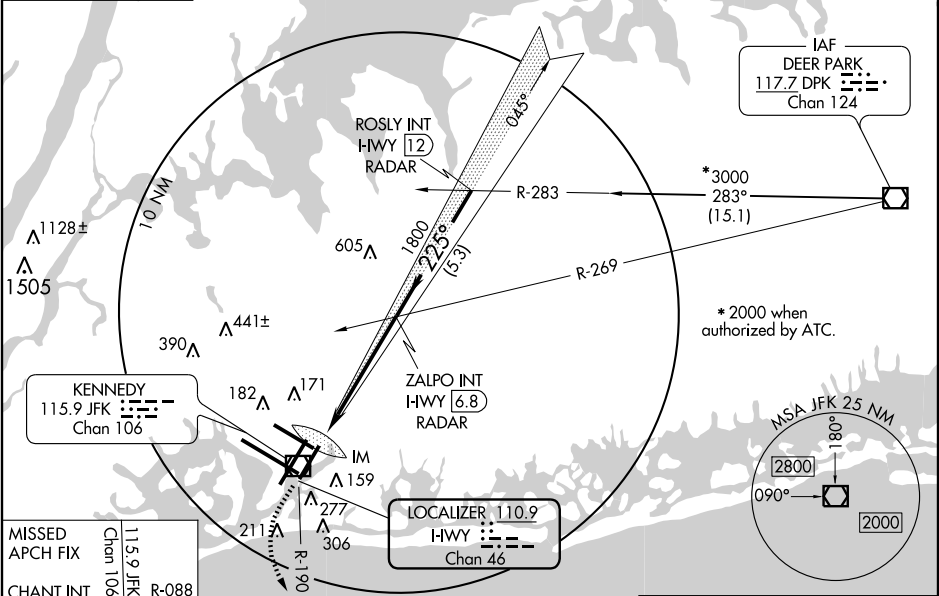 IAF
DEER PARK
117.7 DPK
Chan 124
ROSLY INT
I-IWY 12
RADAR
045°
*3000
283°
(15.1)
R-283
10 NM
1128±
1505
605
1800
225°
(5.3)
R-269
* 2000 when
authorized by ATC.
441±
390
ZALPO INT
I-IWY 6.8
RADAR
KENNEDY
115.9 JFK
Chan 106
182
171
IM
159
277
306
211
R-190
LOCALIZER 110.9
I-IWY
Chan 46
MSA JFK 25 NM
180°
2800
090°
2000
MISSED
APCH FIX
CHANT INT
115.9 JFK
Chan 106
R-088